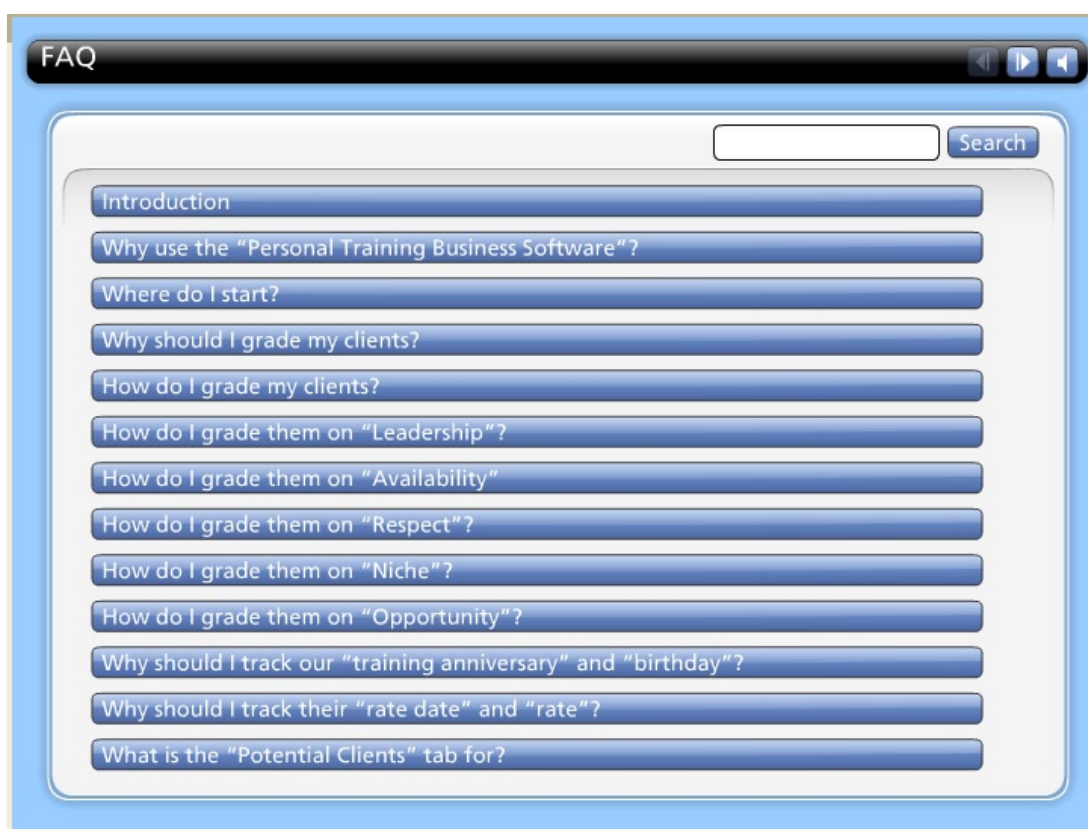 FAQ
Search
Introduction
Why use the “Personal Training Business Software”?
Where do I start?
Why should I grade my clients?
How do I grade my clients?
How do I grade them on “Leadership”?
How do I grade them on “Availability”
How do I grade them on “Respect”?
How do I grade them on “Niche”?
How do I grade them on “Opportunity”?
Why should I track our “training anniversary” and “birthday”?
Why should I track their “rate date” and “rate”?
What is the “Potential Clients” tab for?